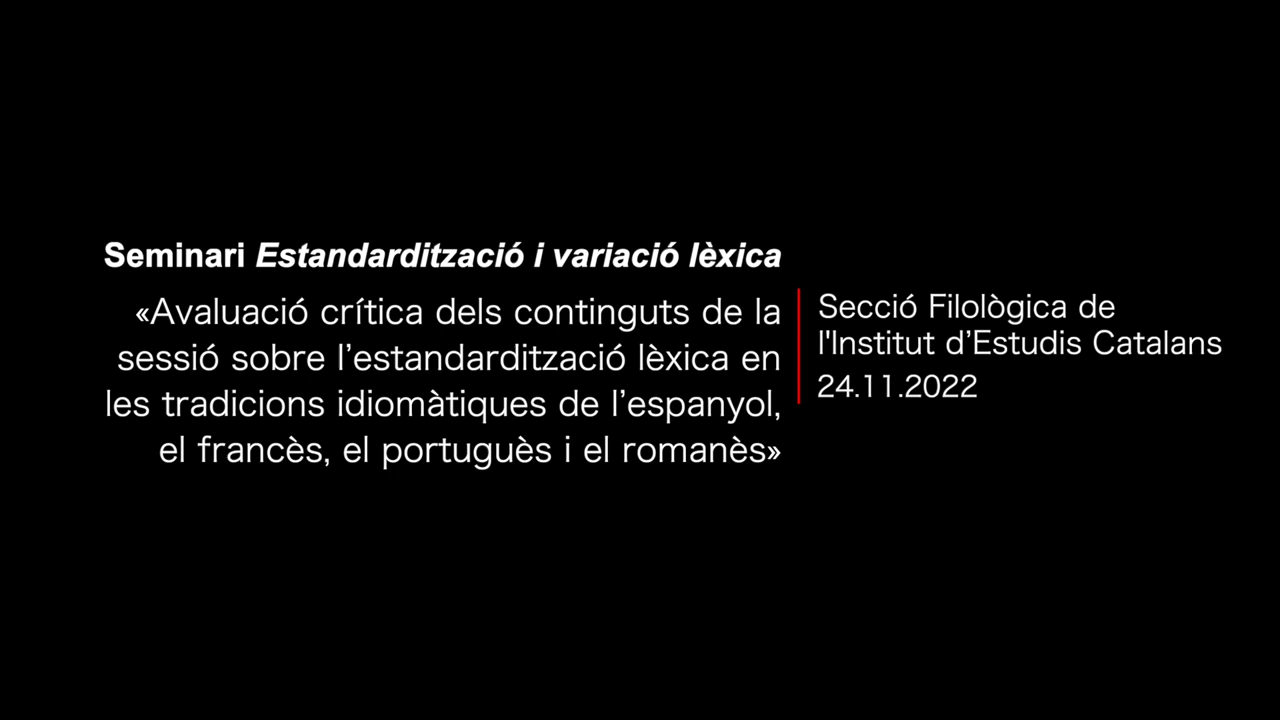 Seminari Estandardització i variació lèxica
«Avaluació crítica dels continguts de la
sessió sobre l’estandardització lèxica en
les tradicions idiomàtiques de l’espanyol,
el francès, el portuguès i el romanès»
Secció Filològica de
l'Institut d’Estudis Catalans
24.11.2022